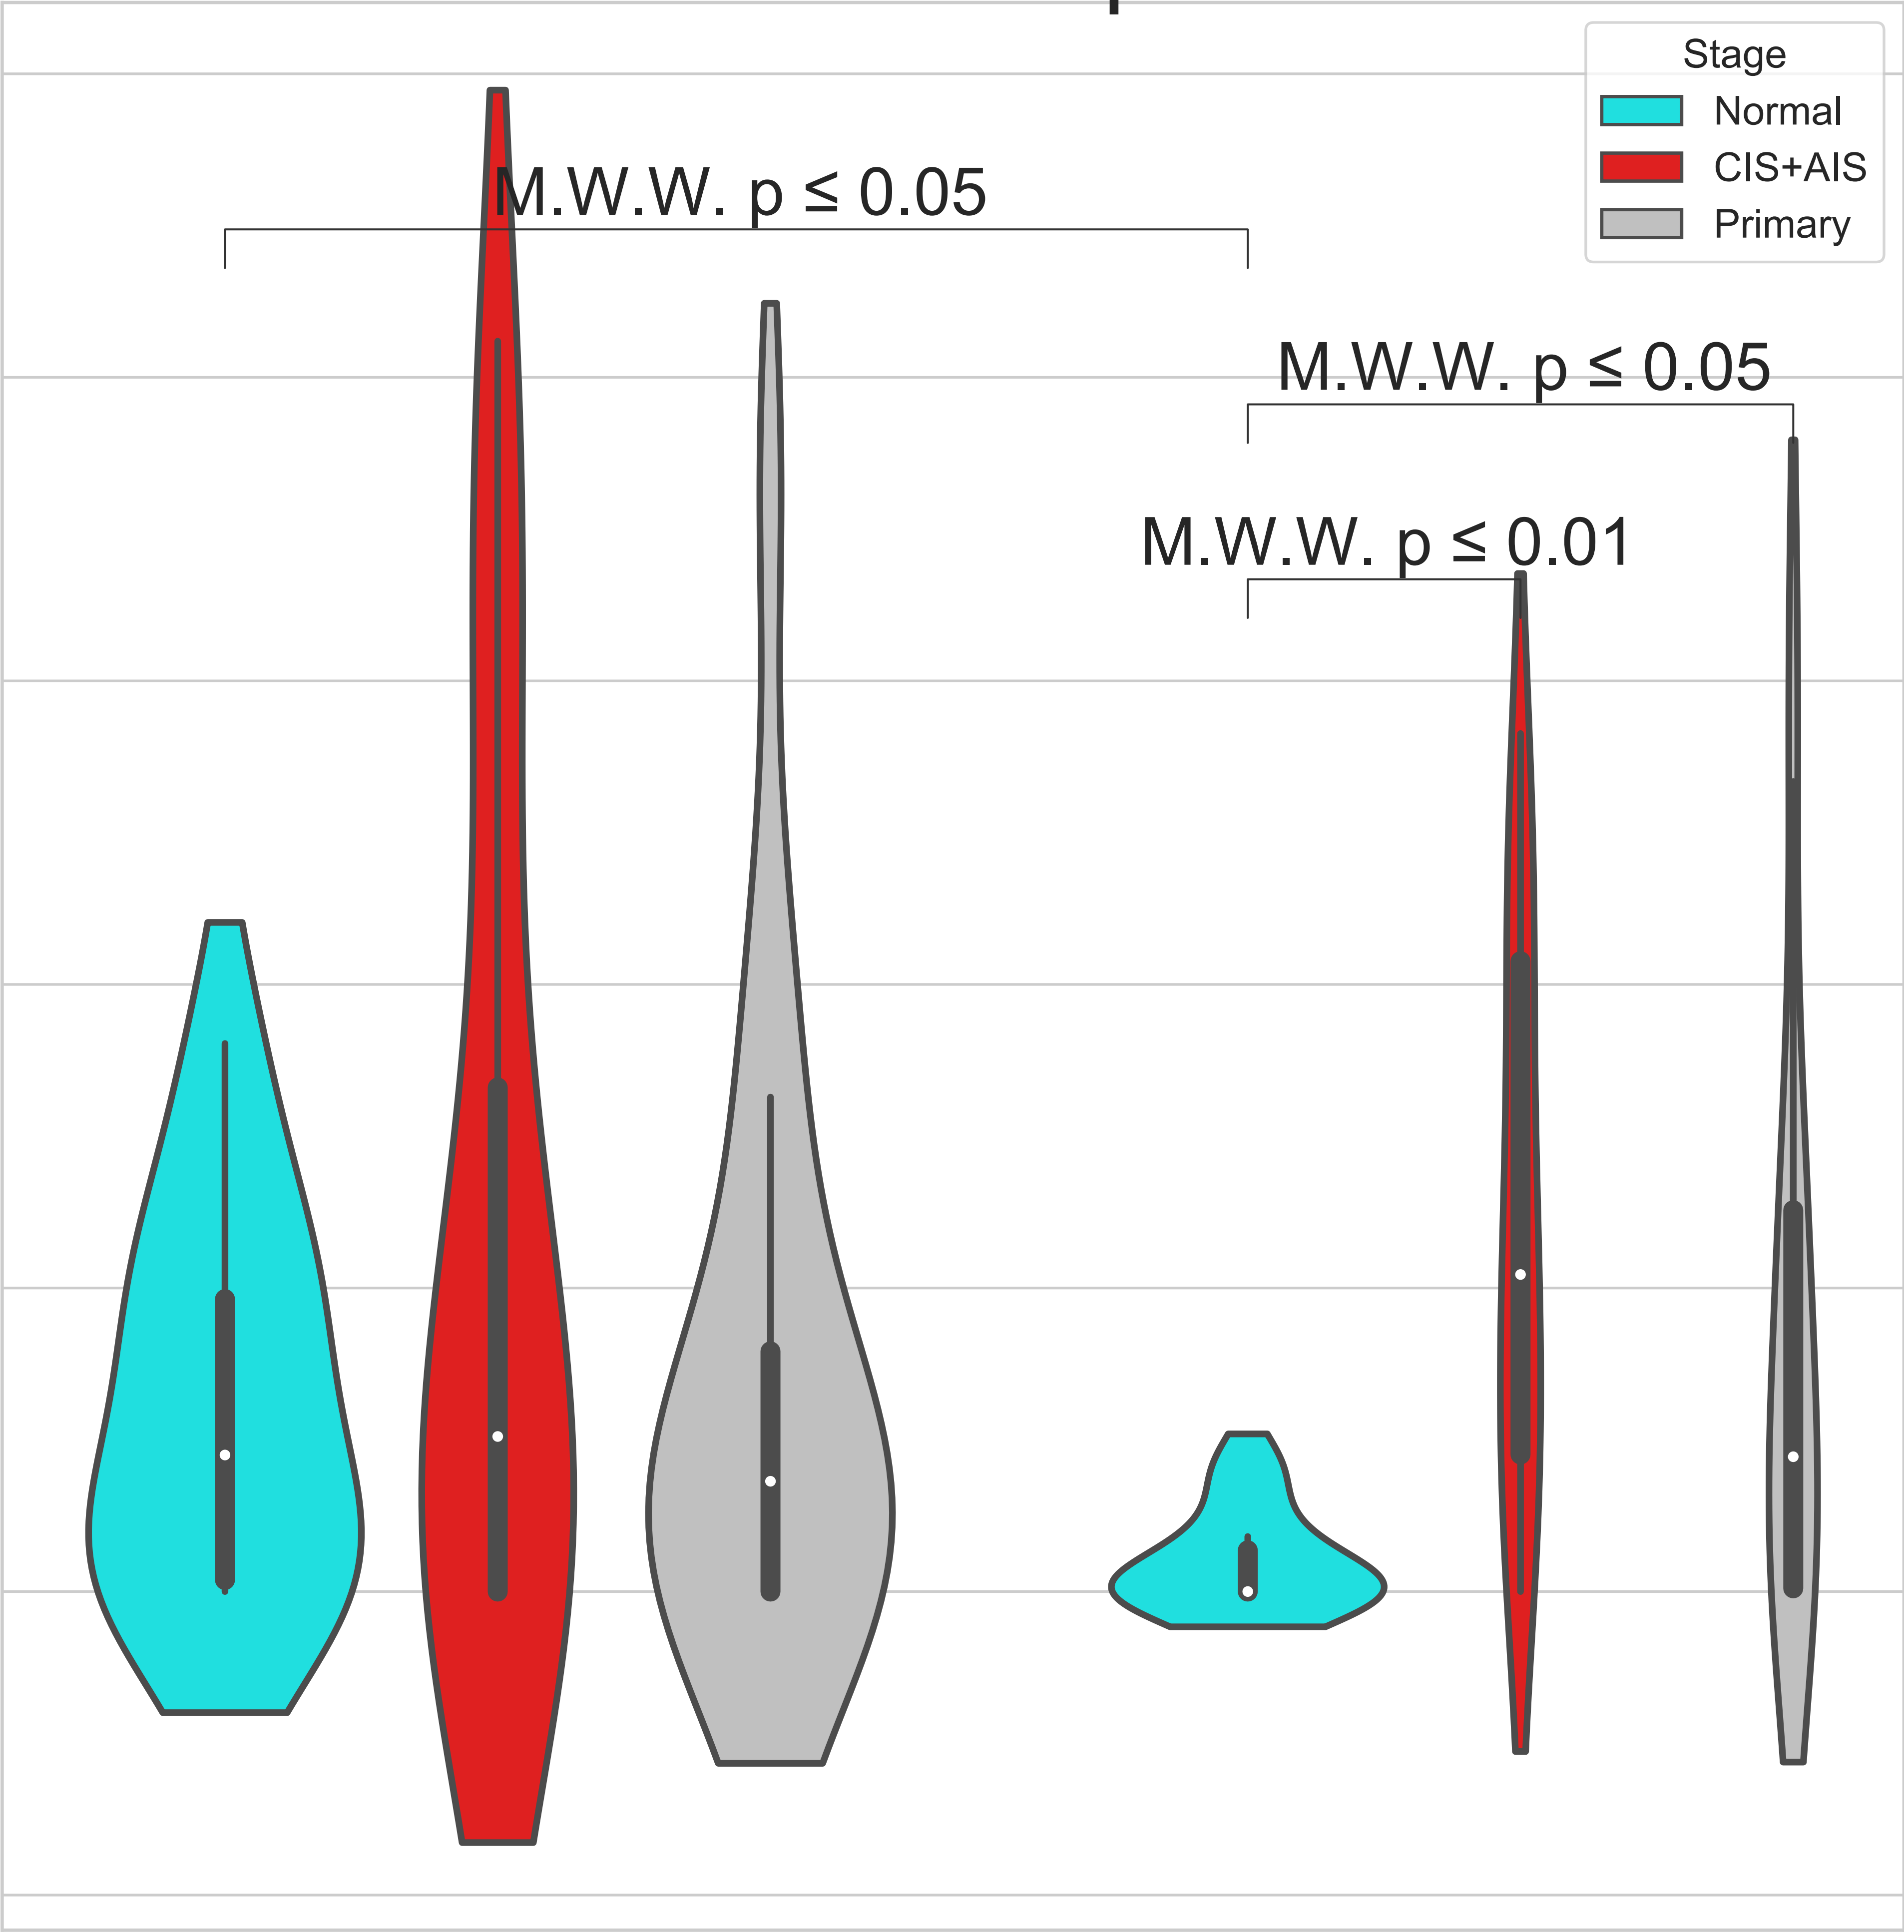 Stage
Normal
CIS+AIS
Primary
M.W.W. p ≤ 0.05
M.W.W. p ≤ 0.05
M.W.W. p ≤ 0.01